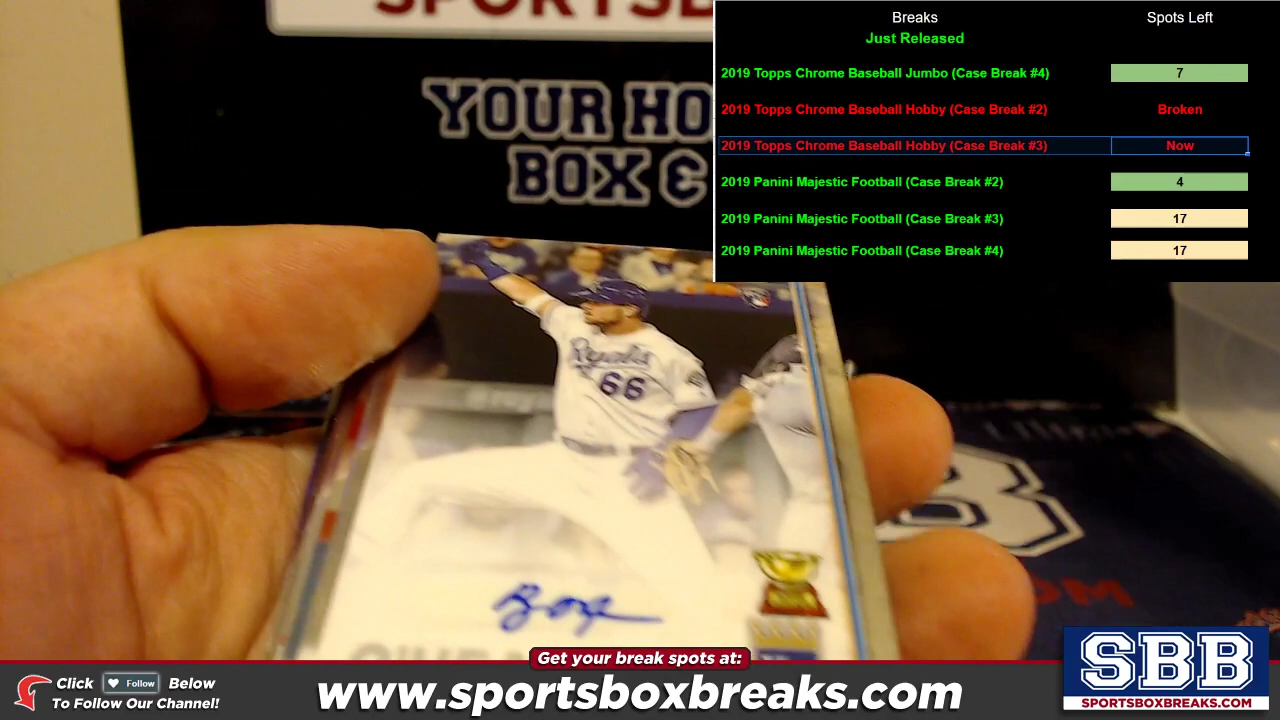 SPORTSB
YOUR HO
BOX &
Breaks Spots Left
Just Released
2019 Topps Chrome Baseball Jumbo (Case Break #4) 7
2019 Topps Chrome Baseball Hobby (Case Break #2) Broken
2019 Topps Chrome Baseball Hobby (Case Break #3) Now
2019 Panini Majestic Football (Case Break #2) 4
2019 Panini Majestic Football (Case Break #3) 17
2019 Panini Majestic Football (Case Break #4) 17
Royals
66
Get your break spots at:
Click Follow Below
To Follow Our Channel!
www.sportsboxbreaks.com
SBB
SPORTSBOXBREAKS.COM